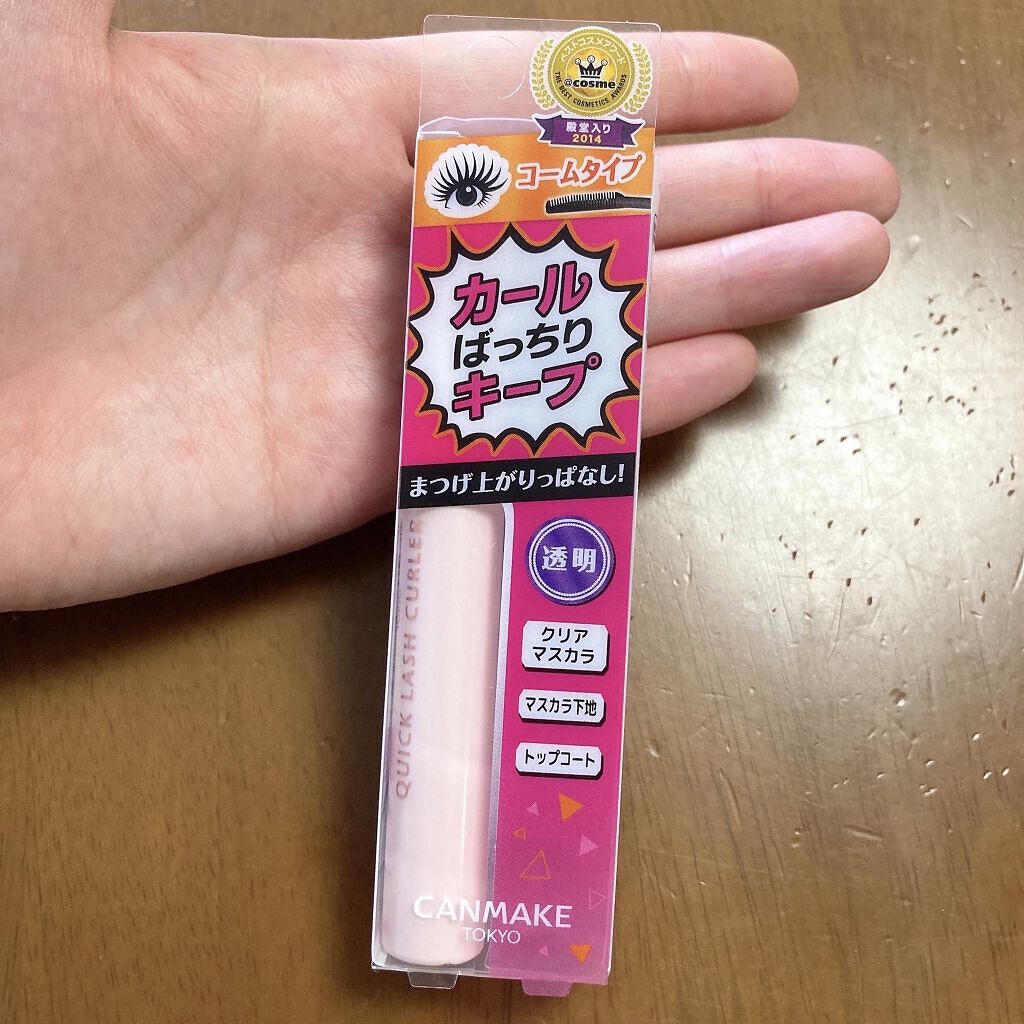 ベストコスメアワード
@cosme
THE BEST COSMETICS AWARDS
殿堂入り
2014
コームタイプ
カール
ばっちり
キープ
まつげ上がりっぱなし!
透明
クリア
マスカラ
マスカラ下地
トップコート
QUICK LASH CURLER
CANMAKE
TOKYO